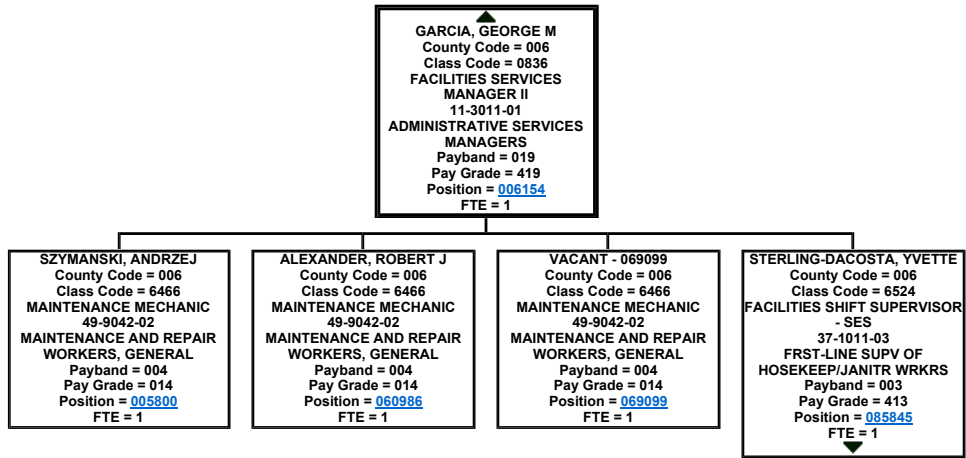 GARCIA, GEORGE M
County Code = 006
Class Code = 0836
FACILITIES SERVICES
MANAGER II
11-3011-01
ADMINISTRATIVE SERVICES
MANAGERS
Payband = 019
Pay Grade = 419
Position = 006154
FTE = 1
SZYMANSKI, ANDRZEJ
County Code = 006
Class Code = 6466
MAINTENANCE MECHANIC
49-9042-02
MAINTENANCE AND REPAIR
WORKERS, GENERAL
Payband = 004
Pay Grade = 014
Position = 005800
FTE = 1
ALEXANDER, ROBERT J
County Code = 006
Class Code = 6466
MAINTENANCE MECHANIC
49-9042-02
MAINTENANCE AND REPAIR
WORKERS, GENERAL
Payband = 004
Pay Grade = 014
Position = 060986
FTE = 1
VACANT - 069099
County Code = 006
Class Code = 6466
MAINTENANCE MECHANIC
49-9042-02
MAINTENANCE AND REPAIR
WORKERS, GENERAL
Payband = 004
Pay Grade = 014
Position = 069099
FTE = 1
STERLING-DACOSTA, YVETTE
County Code = 006
Class Code = 6524
FACILITIES SHIFT SUPERVISOR
- SES
37-1011-03
FRST-LINE SUPV OF
HOSEKEEP/JANITR WRKRS
Payband = 003
Pay Grade = 413
Position = 085845
FTE = 1